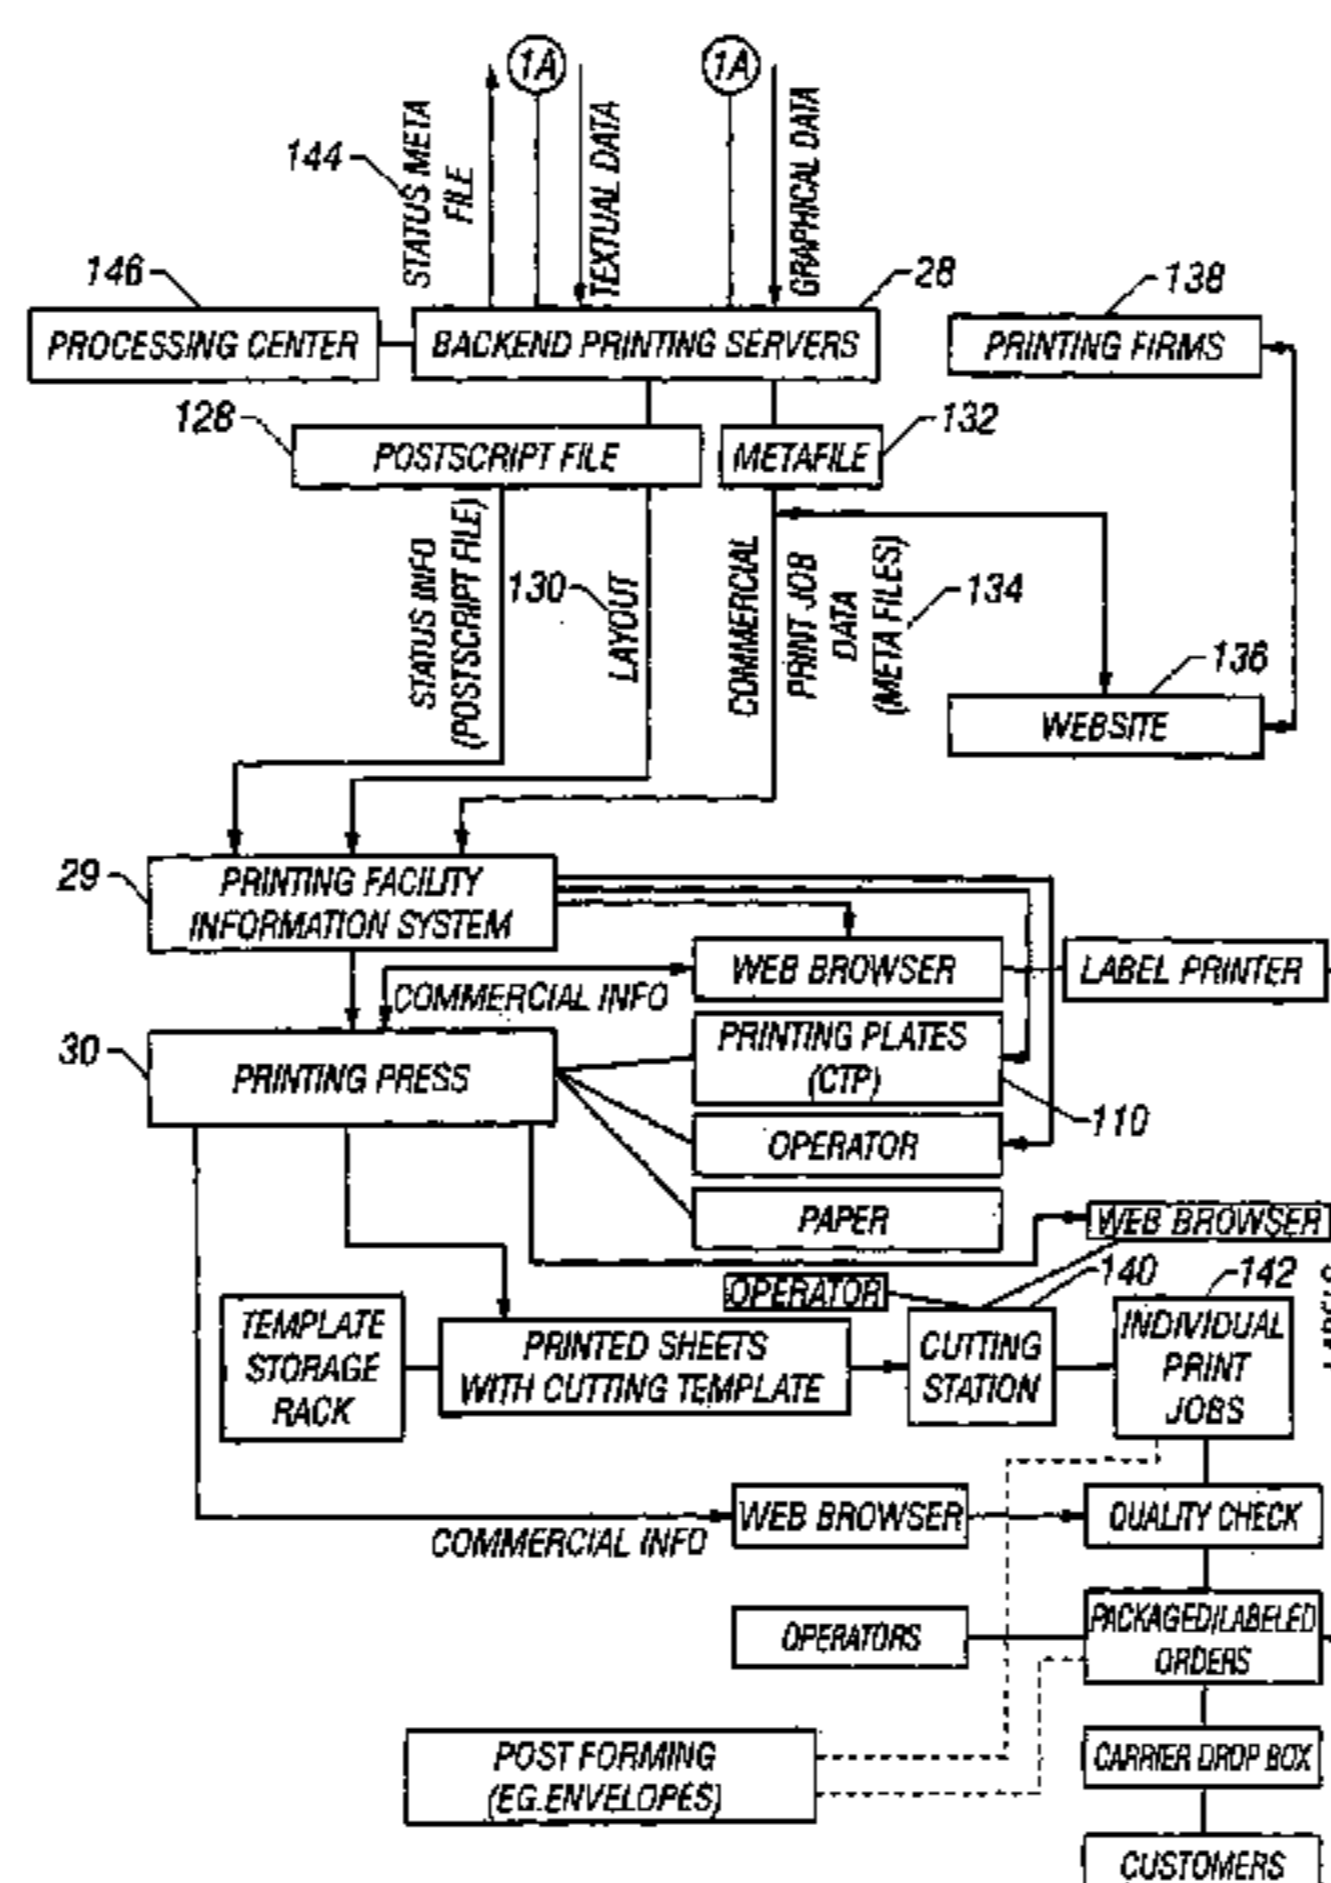 1A
1A
144
STATUS META
FILE
TEXTUAL DATA
GRAPHICAL DATA
146
28
138
PROCESSING CENTER
BACKEND PRINTING SERVERS
PRINTING FIRMS
128
132
POSTSCRIPT FILE
METAFILE
STATUS INFO
(POSTSCRIPT FILE)
130
LAYOUT
COMMERCIAL
PRINT JOB
DATA
(META FILES)
134
136
WEBSITE
29
PRINTING FACILITY
INFORMATION SYSTEM
WEB BROWSER
LABEL PRINTER
COMMERCIAL INFO
30
PRINTING PRESS
PRINTING PLATES
(CTP)
110
OPERATOR
PAPER
WEB BROWSER
OPERATOR
140
142
TEMPLATE
STORAGE
RACK
PRINTED SHEETS
WITH CUTTING TEMPLATE
CUTTING
STATION
INDIVIDUAL
PRINT
JOBS
WEB BROWSER
QUALITY CHECK
COMMERCIAL INFO
OPERATORS
PACKAGED/LABELED
ORDERS
POST FORMING
(EG.ENVELOPES)
CARRIER DROP BOX
CUSTOMERS